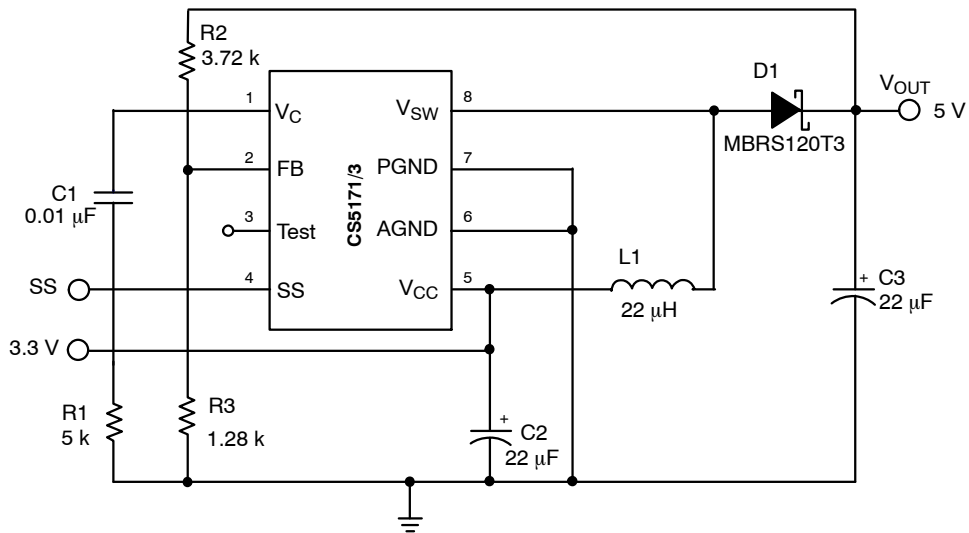 R2
3.72 k
D1
V_OUT
5 V
1
V_C
V_SW
8
MBRS120T3
2
FB
PGND
7
C1
0.01 μF
CS5171/3
3
Test
AGND
6
L1
SS
4
SS
V_CC
5
22 μH
+
C3
22 μF
3.3 V
R1
5 k
R3
1.28 k
+
C2
22 μF